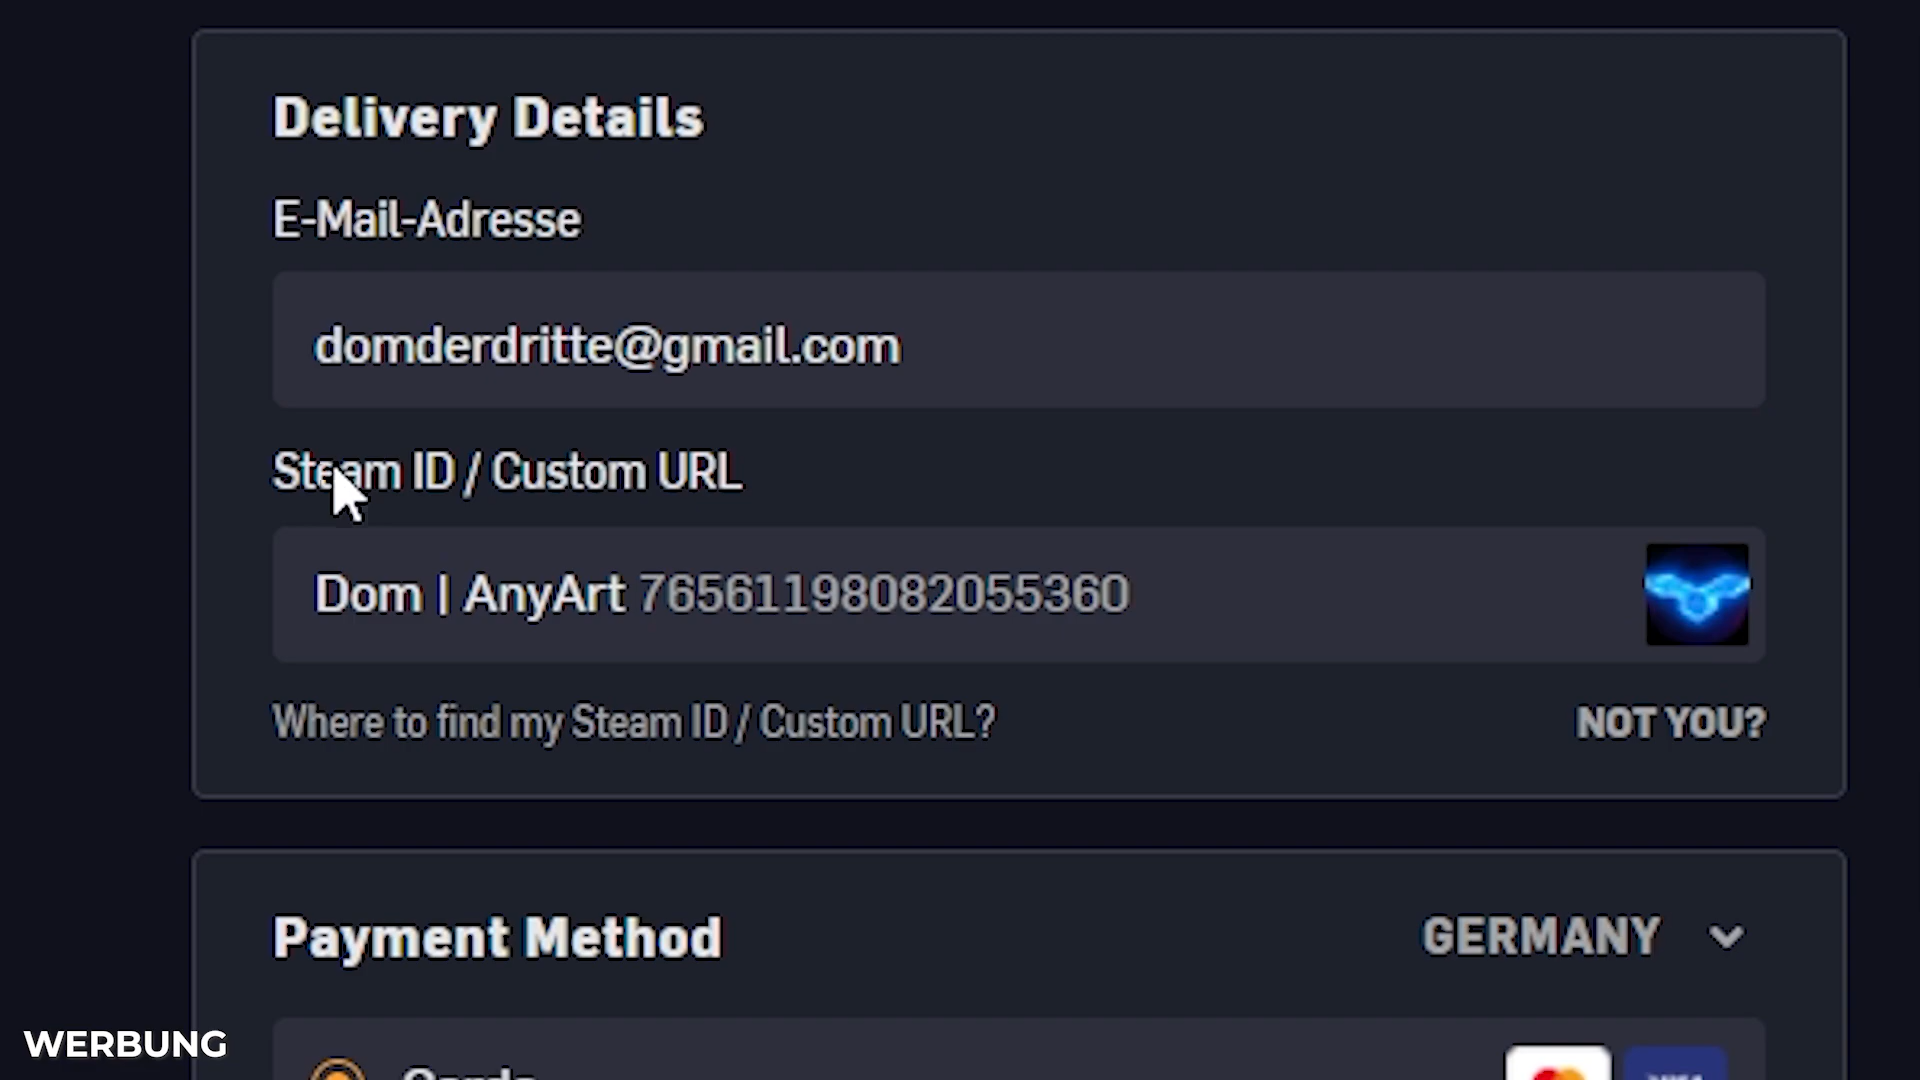 Delivery Details
E-Mail-Adresse
domderdritte@gmail.com
Steam ID / Custom URL
Dom | AnyArt 76561198082055360
Where to find my Steam ID / Custom URL?
NOT YOU?
Payment Method
GERMANY
WERBUNG